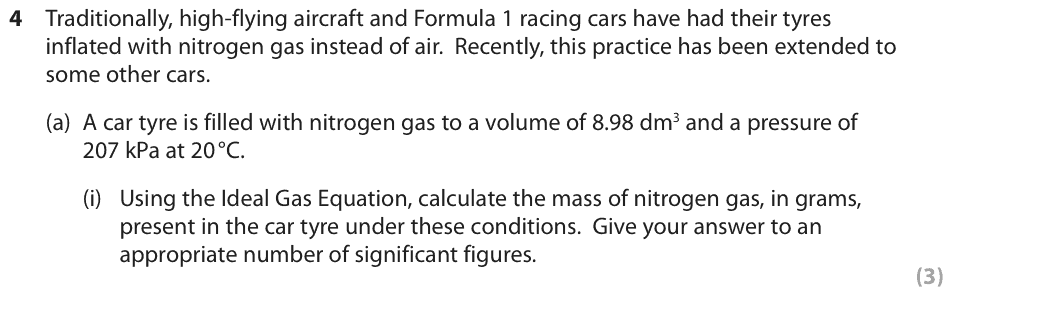 4 Traditionally, high-flying aircraft and Formula 1 racing cars have had their tyres
inflated with nitrogen gas instead of air. Recently, this practice has been extended to
some other cars.
(a) A car tyre is filled with nitrogen gas to a volume of 8.98 dm³ and a pressure of
207 kPa at 20 °C.
(i) Using the Ideal Gas Equation, calculate the mass of nitrogen gas, in grams,
present in the car tyre under these conditions. Give your answer to an
appropriate number of significant figures.
(3)